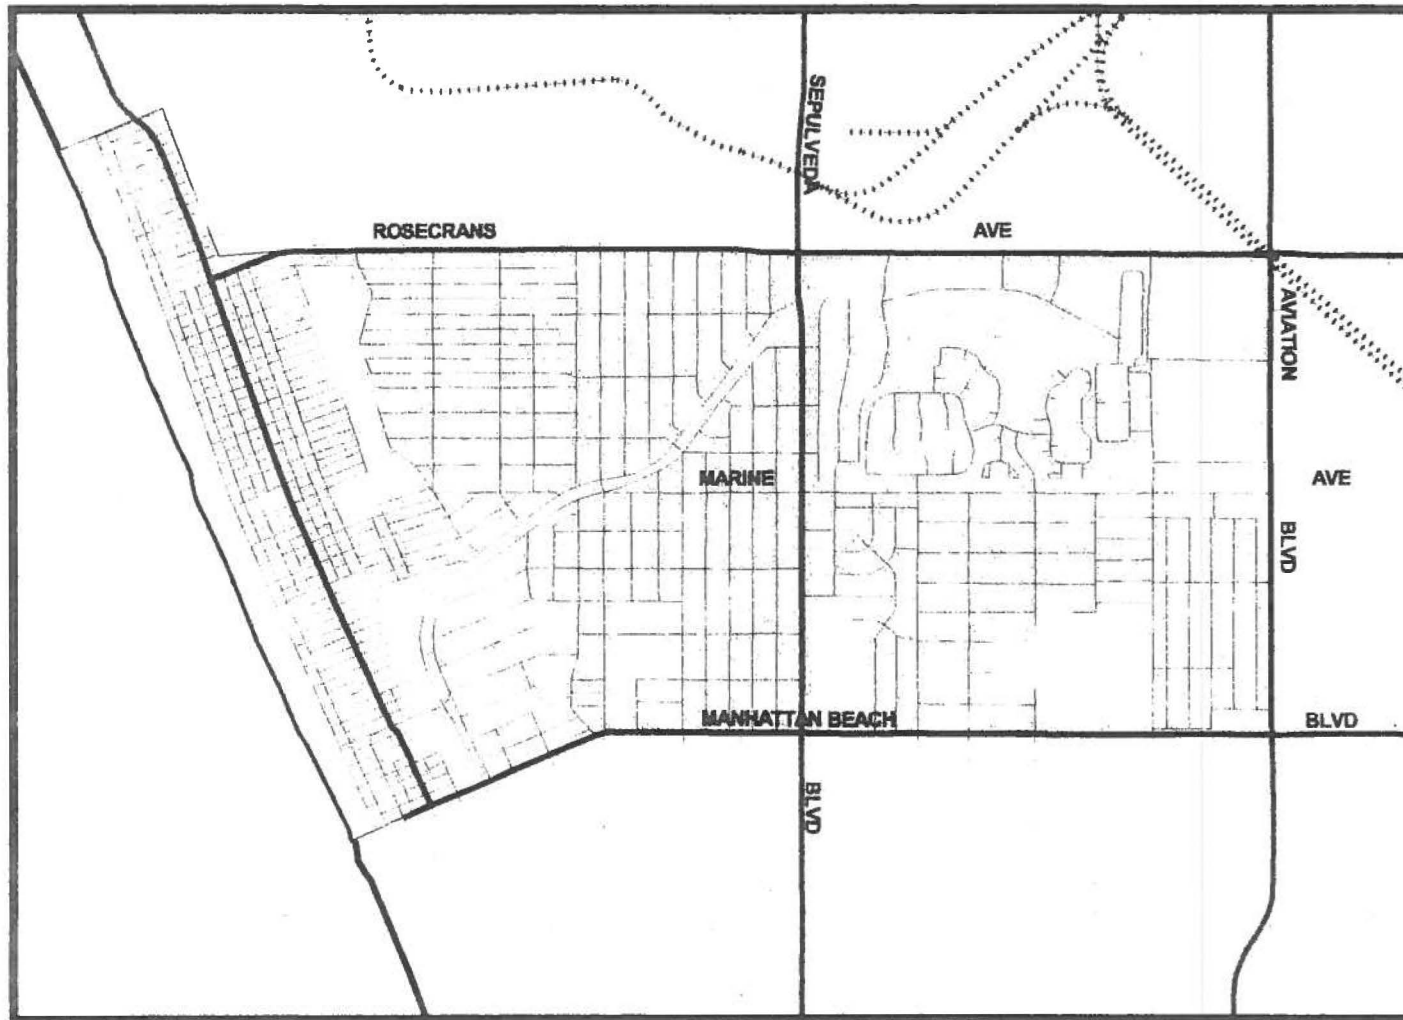 SEPULVEDA
ROSECRANS AVE
AVIATION
MARINE AVE
BLVD
MANHATTAN BEACH BLVD
BLVD